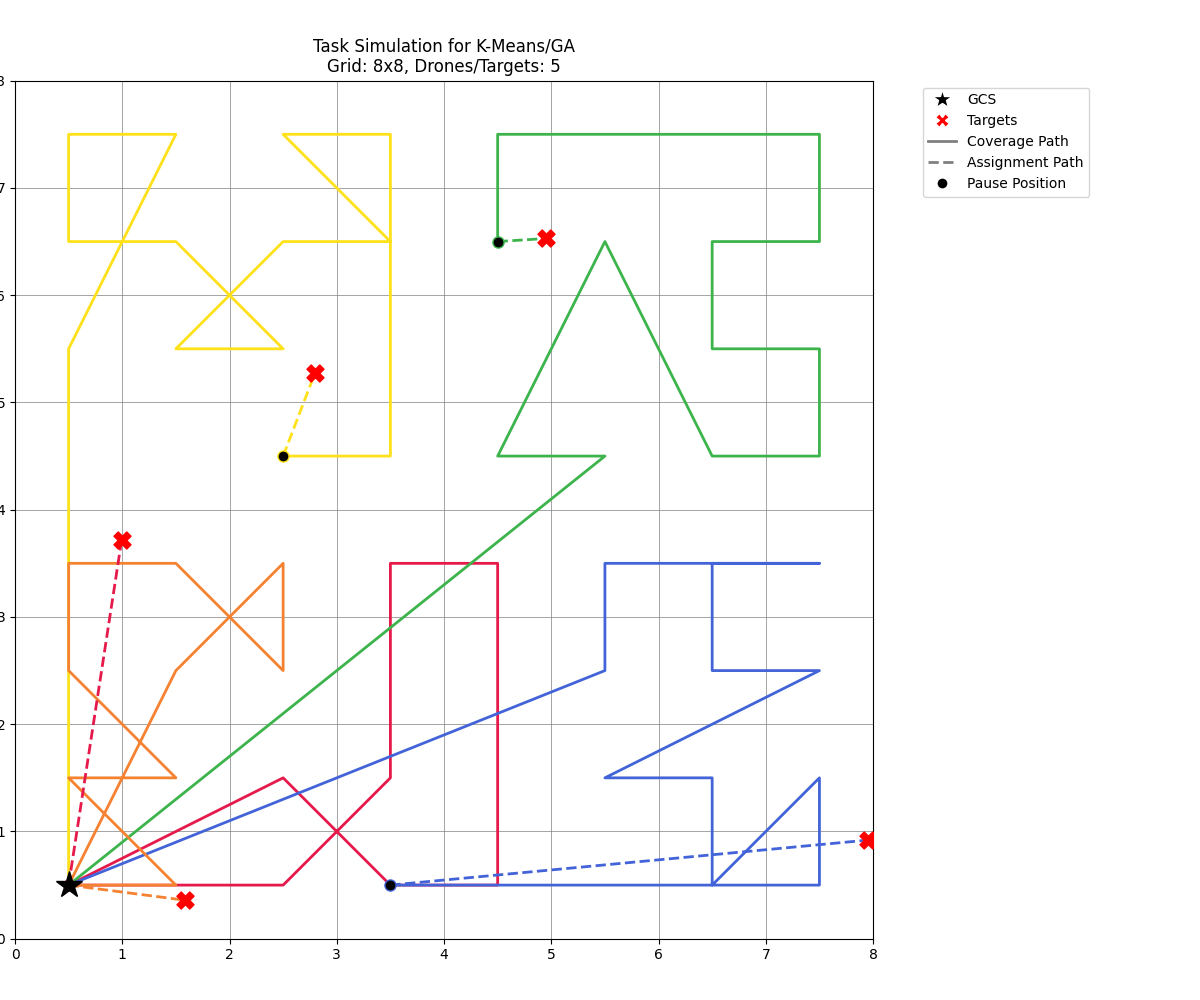 Task Simulation for K-Means/GA
Grid: 8x8, Drones/Targets: 5
GCS
Targets
Coverage Path
Assignment Path
Pause Position
8
7
6
5
4
3
2
1
0
0 1 2 3 4 5 6 7 8